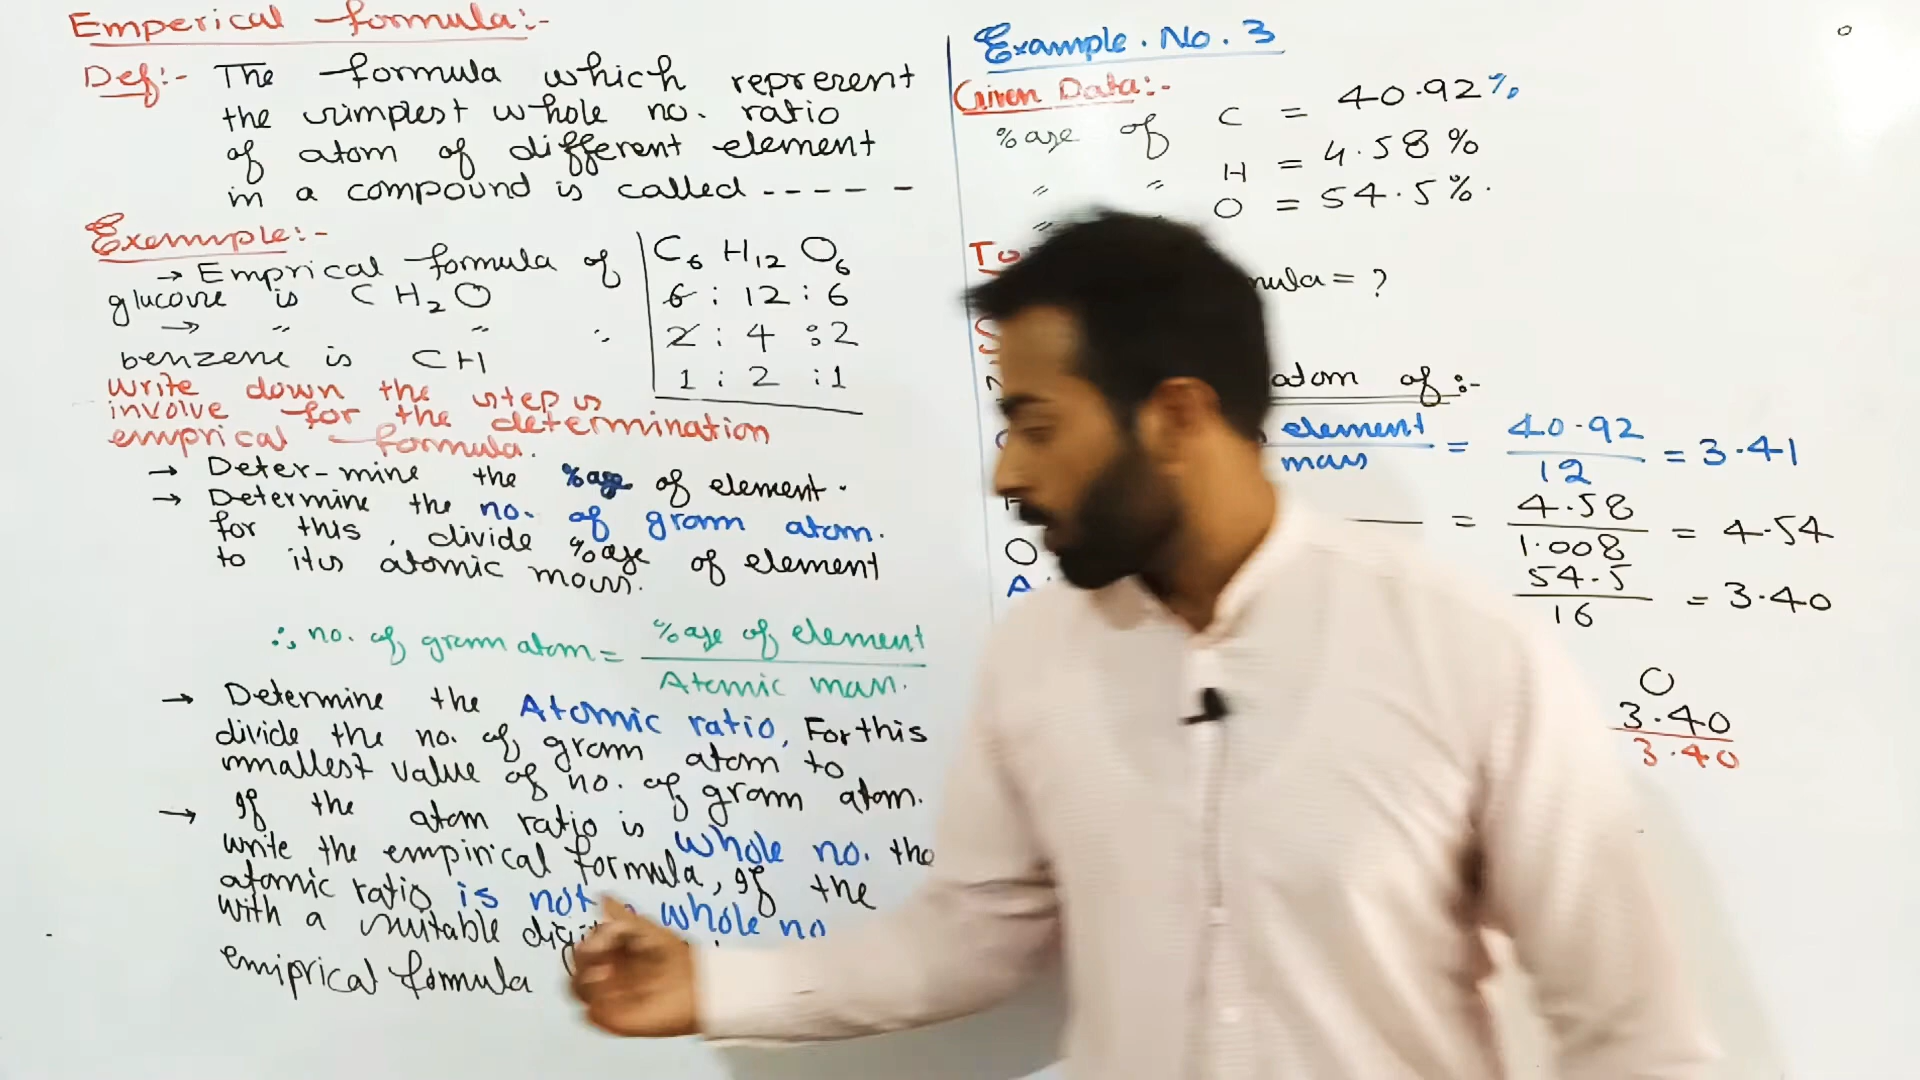 Emperical formula:-
Def:- The formula which represent
the simplest whole no. ratio
of atom of different element
in a compound is called -----
Exemple:-
→ Emprical formula of
glucose is CH2O
→ " " "
benzene is CH
C6 H12 O6
6 : 12 : 6
2 : 4 : 2
1 : 2 : 1
Write down the steps
involve for the determination
emprical formula.
→ Deter-mine the %age of element.
→ Determine the no. of gram atom.
for this, divide %age of element
to its atomic mass.
∴ no. of gram atom = %age of element
Atomic mass.
→ Determine the Atomic ratio. For this
divide the no. of gram atom to
smallest value of no. of gram atom.
→ If the atom ratio is whole no. the
write the empirical formula, If the
atomic ratio is not whole no
with a suitable
emiprical formula
Example. No. 3
Given Data:-
%age of C = 40.92%
" " H = 4.58%
" O = 54.5%.
To
= ?
atom of :-
element
mass
= 40.92
12
= 3.41
= 4.58
1.008
= 4.54
O
54.5
16
= 3.40
A
O
3.40
3.40